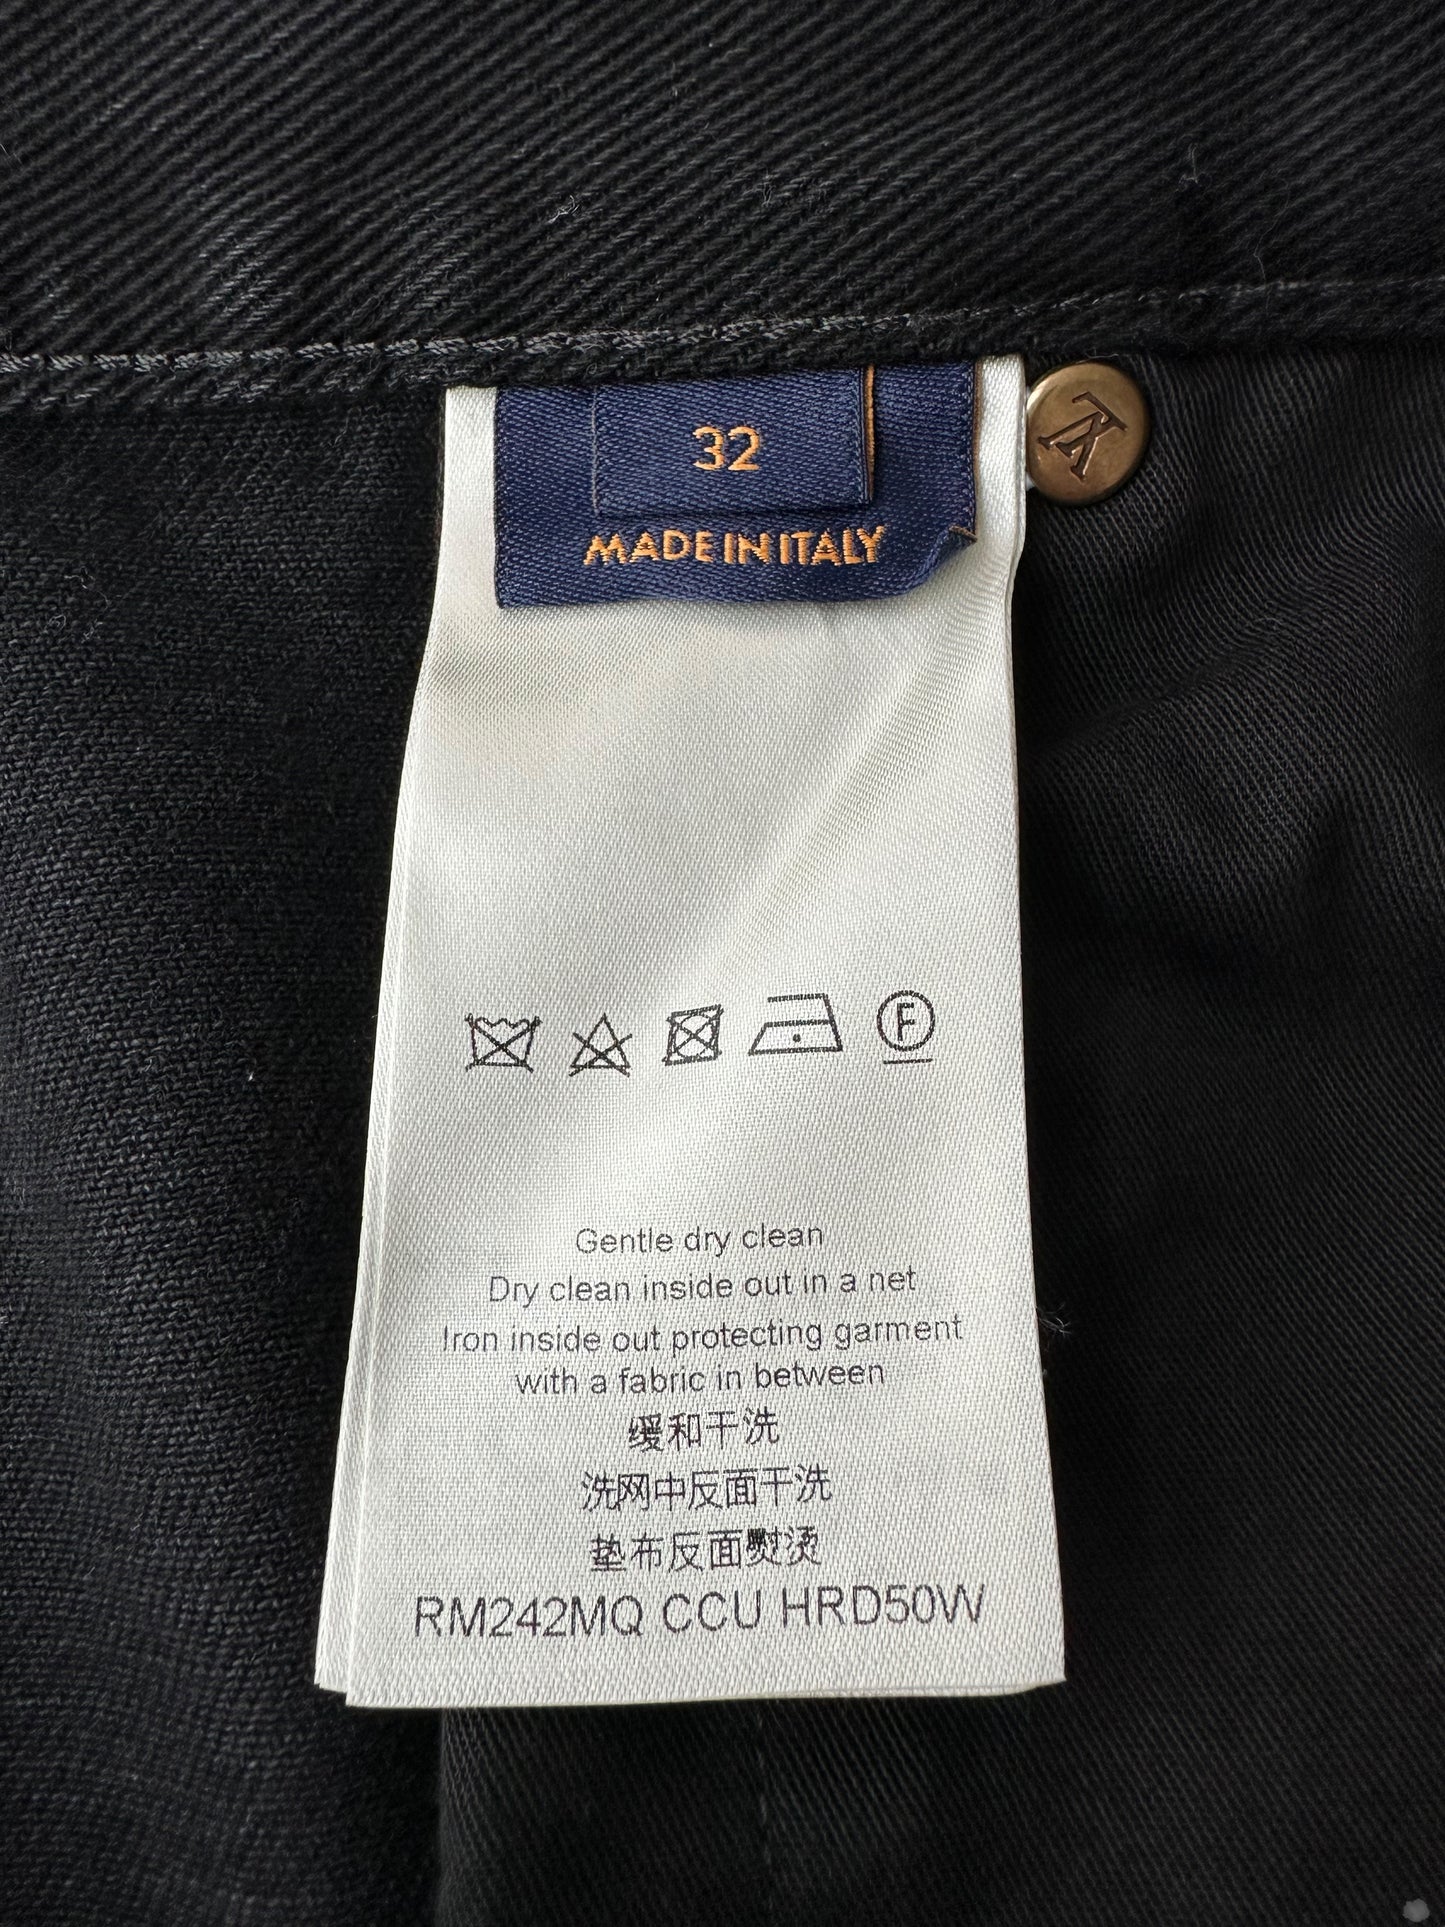 32
MADE IN ITALY
LV
F
Gentle dry clean
Dry clean inside out in a net
Iron inside out protecting garment
with a fabric in between
缓和干洗
洗网中反面干洗
垫布反面熨烫
RM242MQ CCU HRD50W